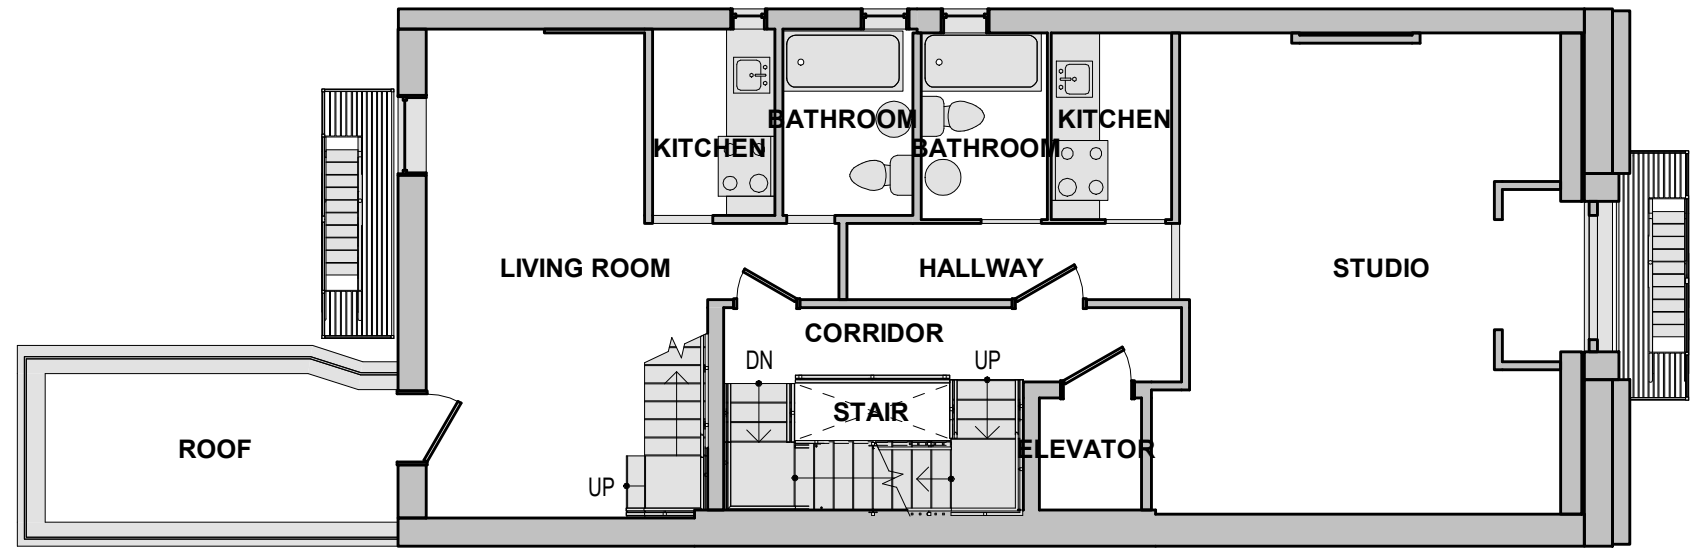 BATHROOM
KITCHEN
KITCHEN
BATHROOM
LIVING ROOM
HALLWAY
STUDIO
CORRIDOR
DN
UP
STAIR
ROOF
ELEVATOR
UP